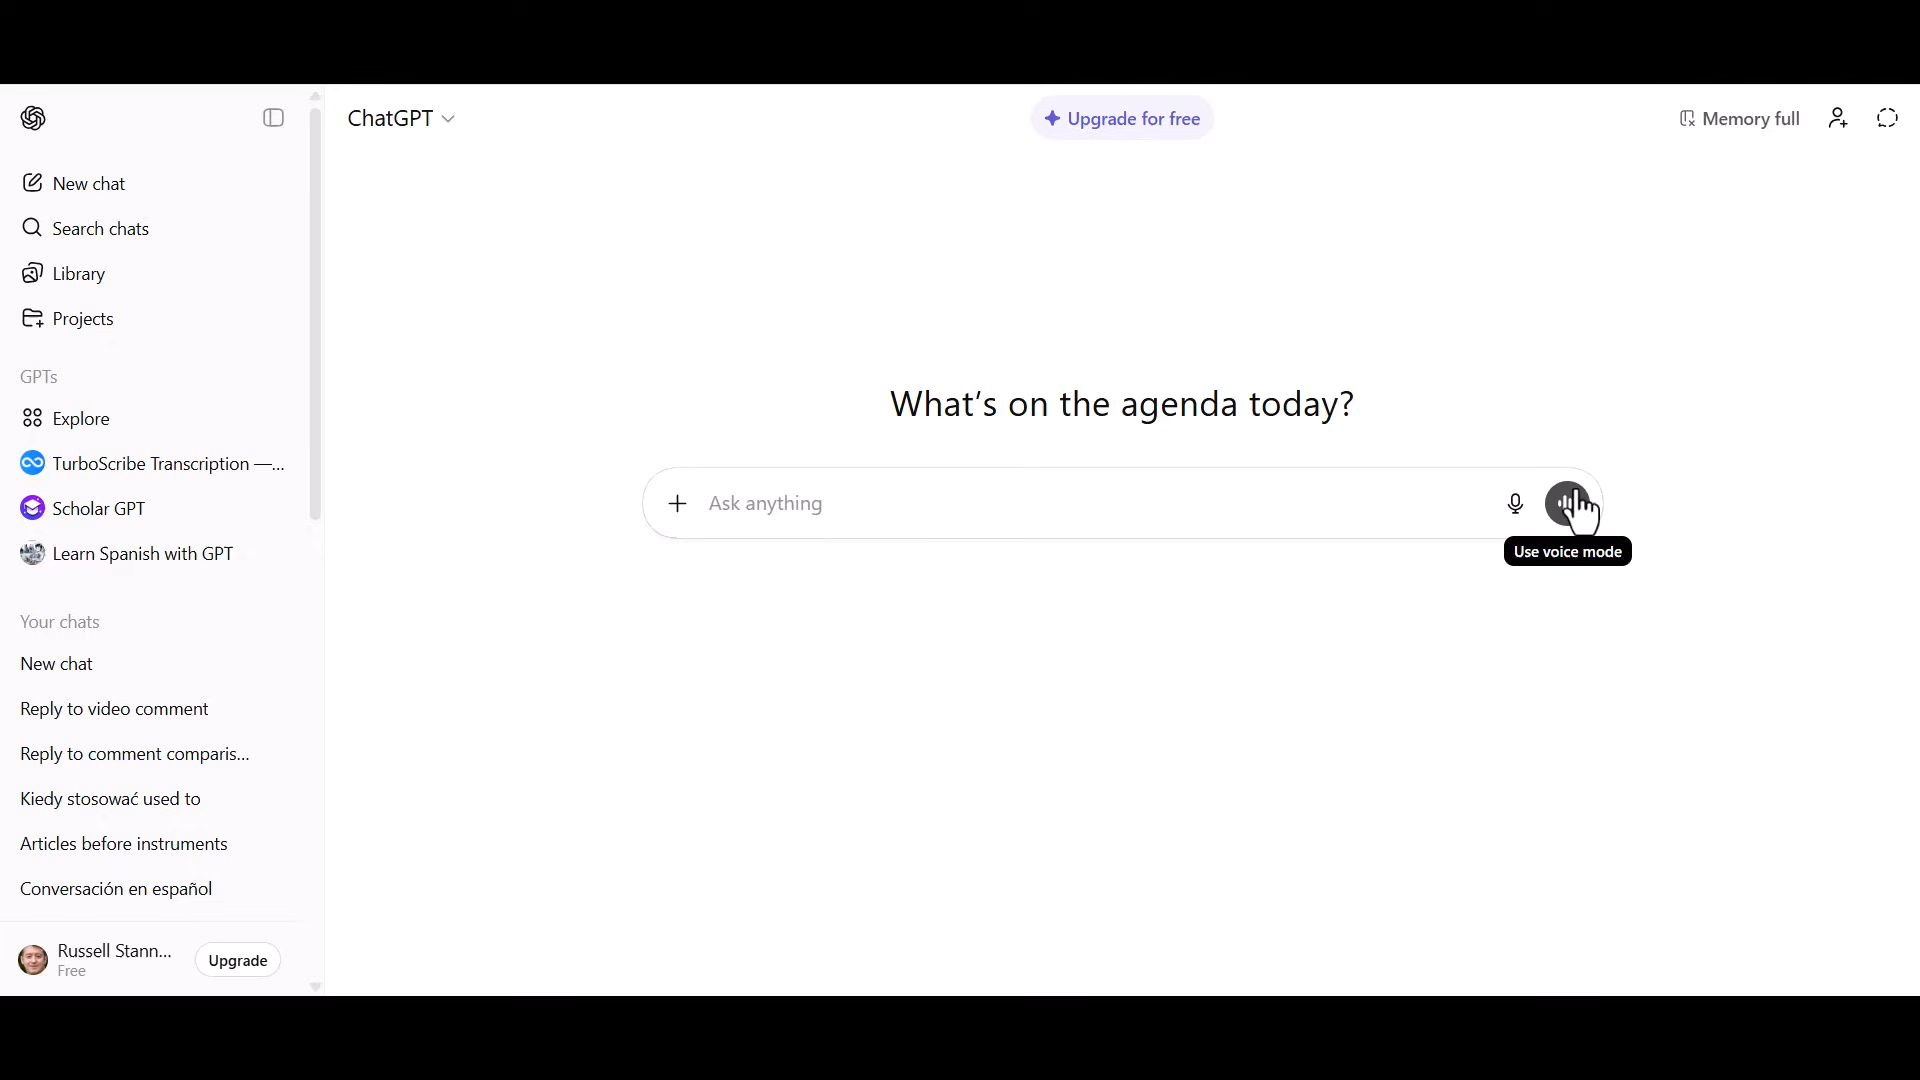 ChatGPT
Upgrade for free
Memory full
New chat
Search chats
Library
Projects
GPTs
Explore
TurboScribe Transcription —...
Scholar GPT
Learn Spanish with GPT
Your chats
New chat
Reply to video comment
Reply to comment comparis...
Kiedy stosować used to
Articles before instruments
Conversación en español
Russell Stann...
Free
Upgrade
What's on the agenda today?
Ask anything
Use voice mode